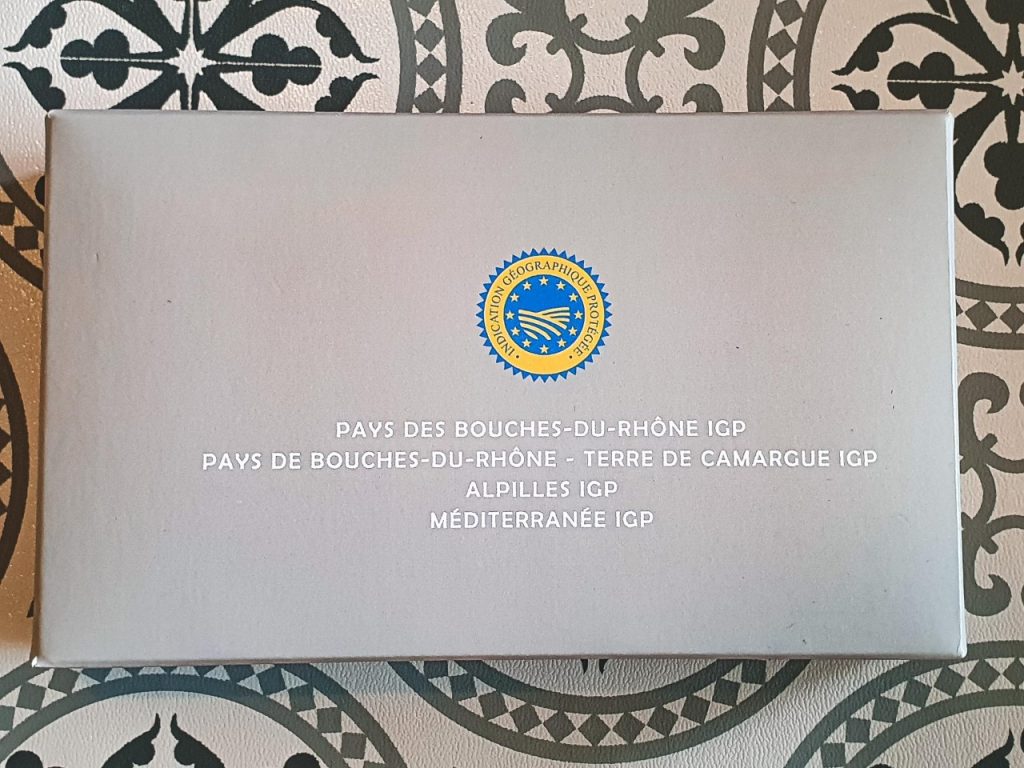 INDICATION GÉOGRAPHIQUE PROTÉGÉE
PAYS DES BOUCHES-DU-RHÔNE IGP
PAYS DE BOUCHES-DU-RHÔNE - TERRE DE CAMARGUE IGP
ALPILLES IGP
MÉDITERRANÉE IGP